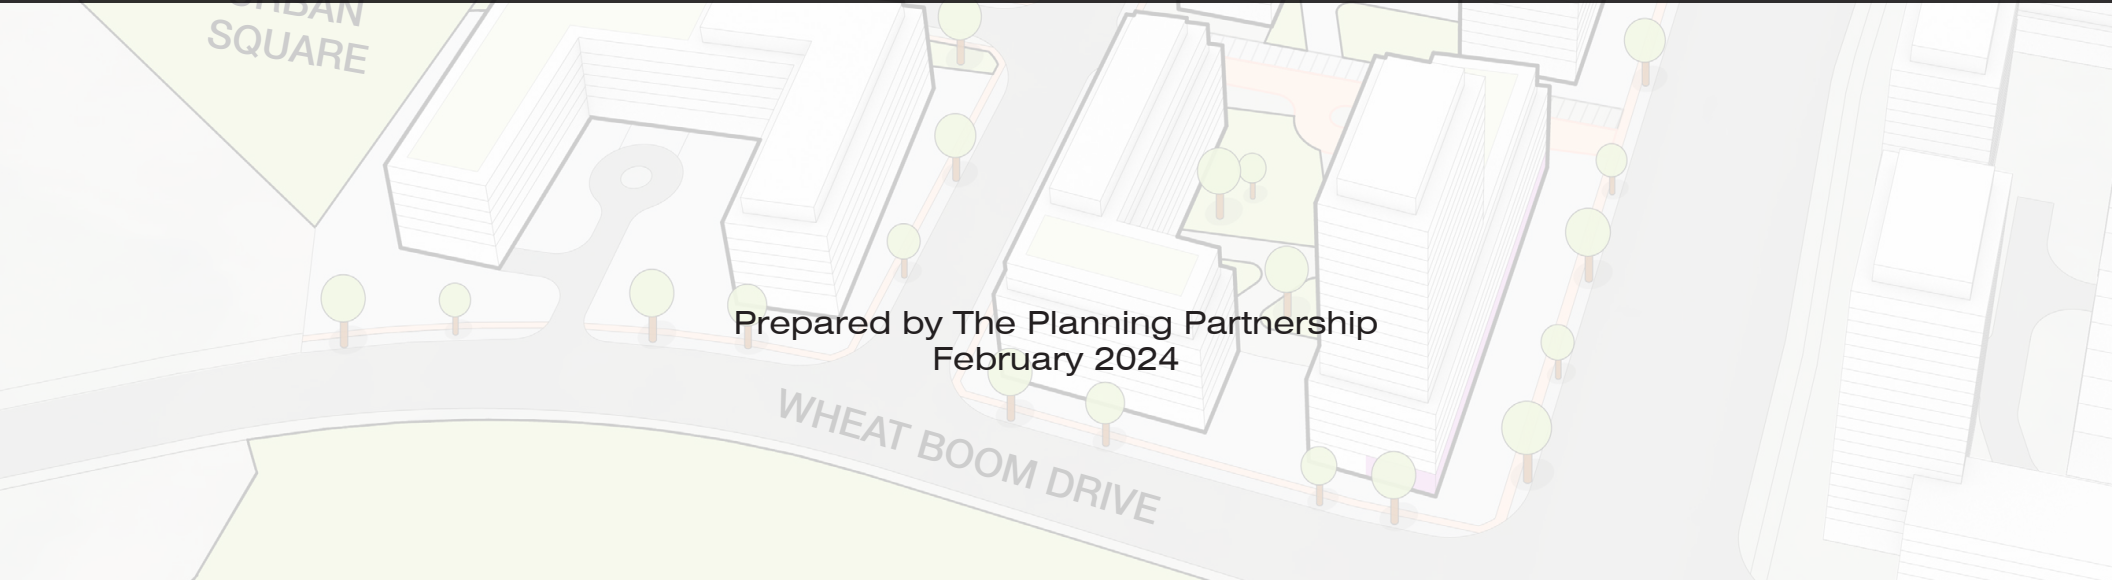 SQUARE
Prepared by The Planning Partnership
February 2024
WHEAT BOOM DRIVE